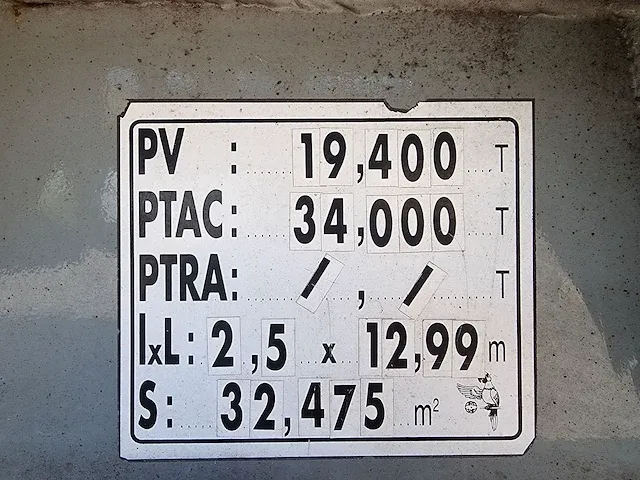 PV : 19,400 T
PTAC: 34,000 T
PTRA: / , / T
lxL: 2,5 x 12,99 m
S: 32,475 m²